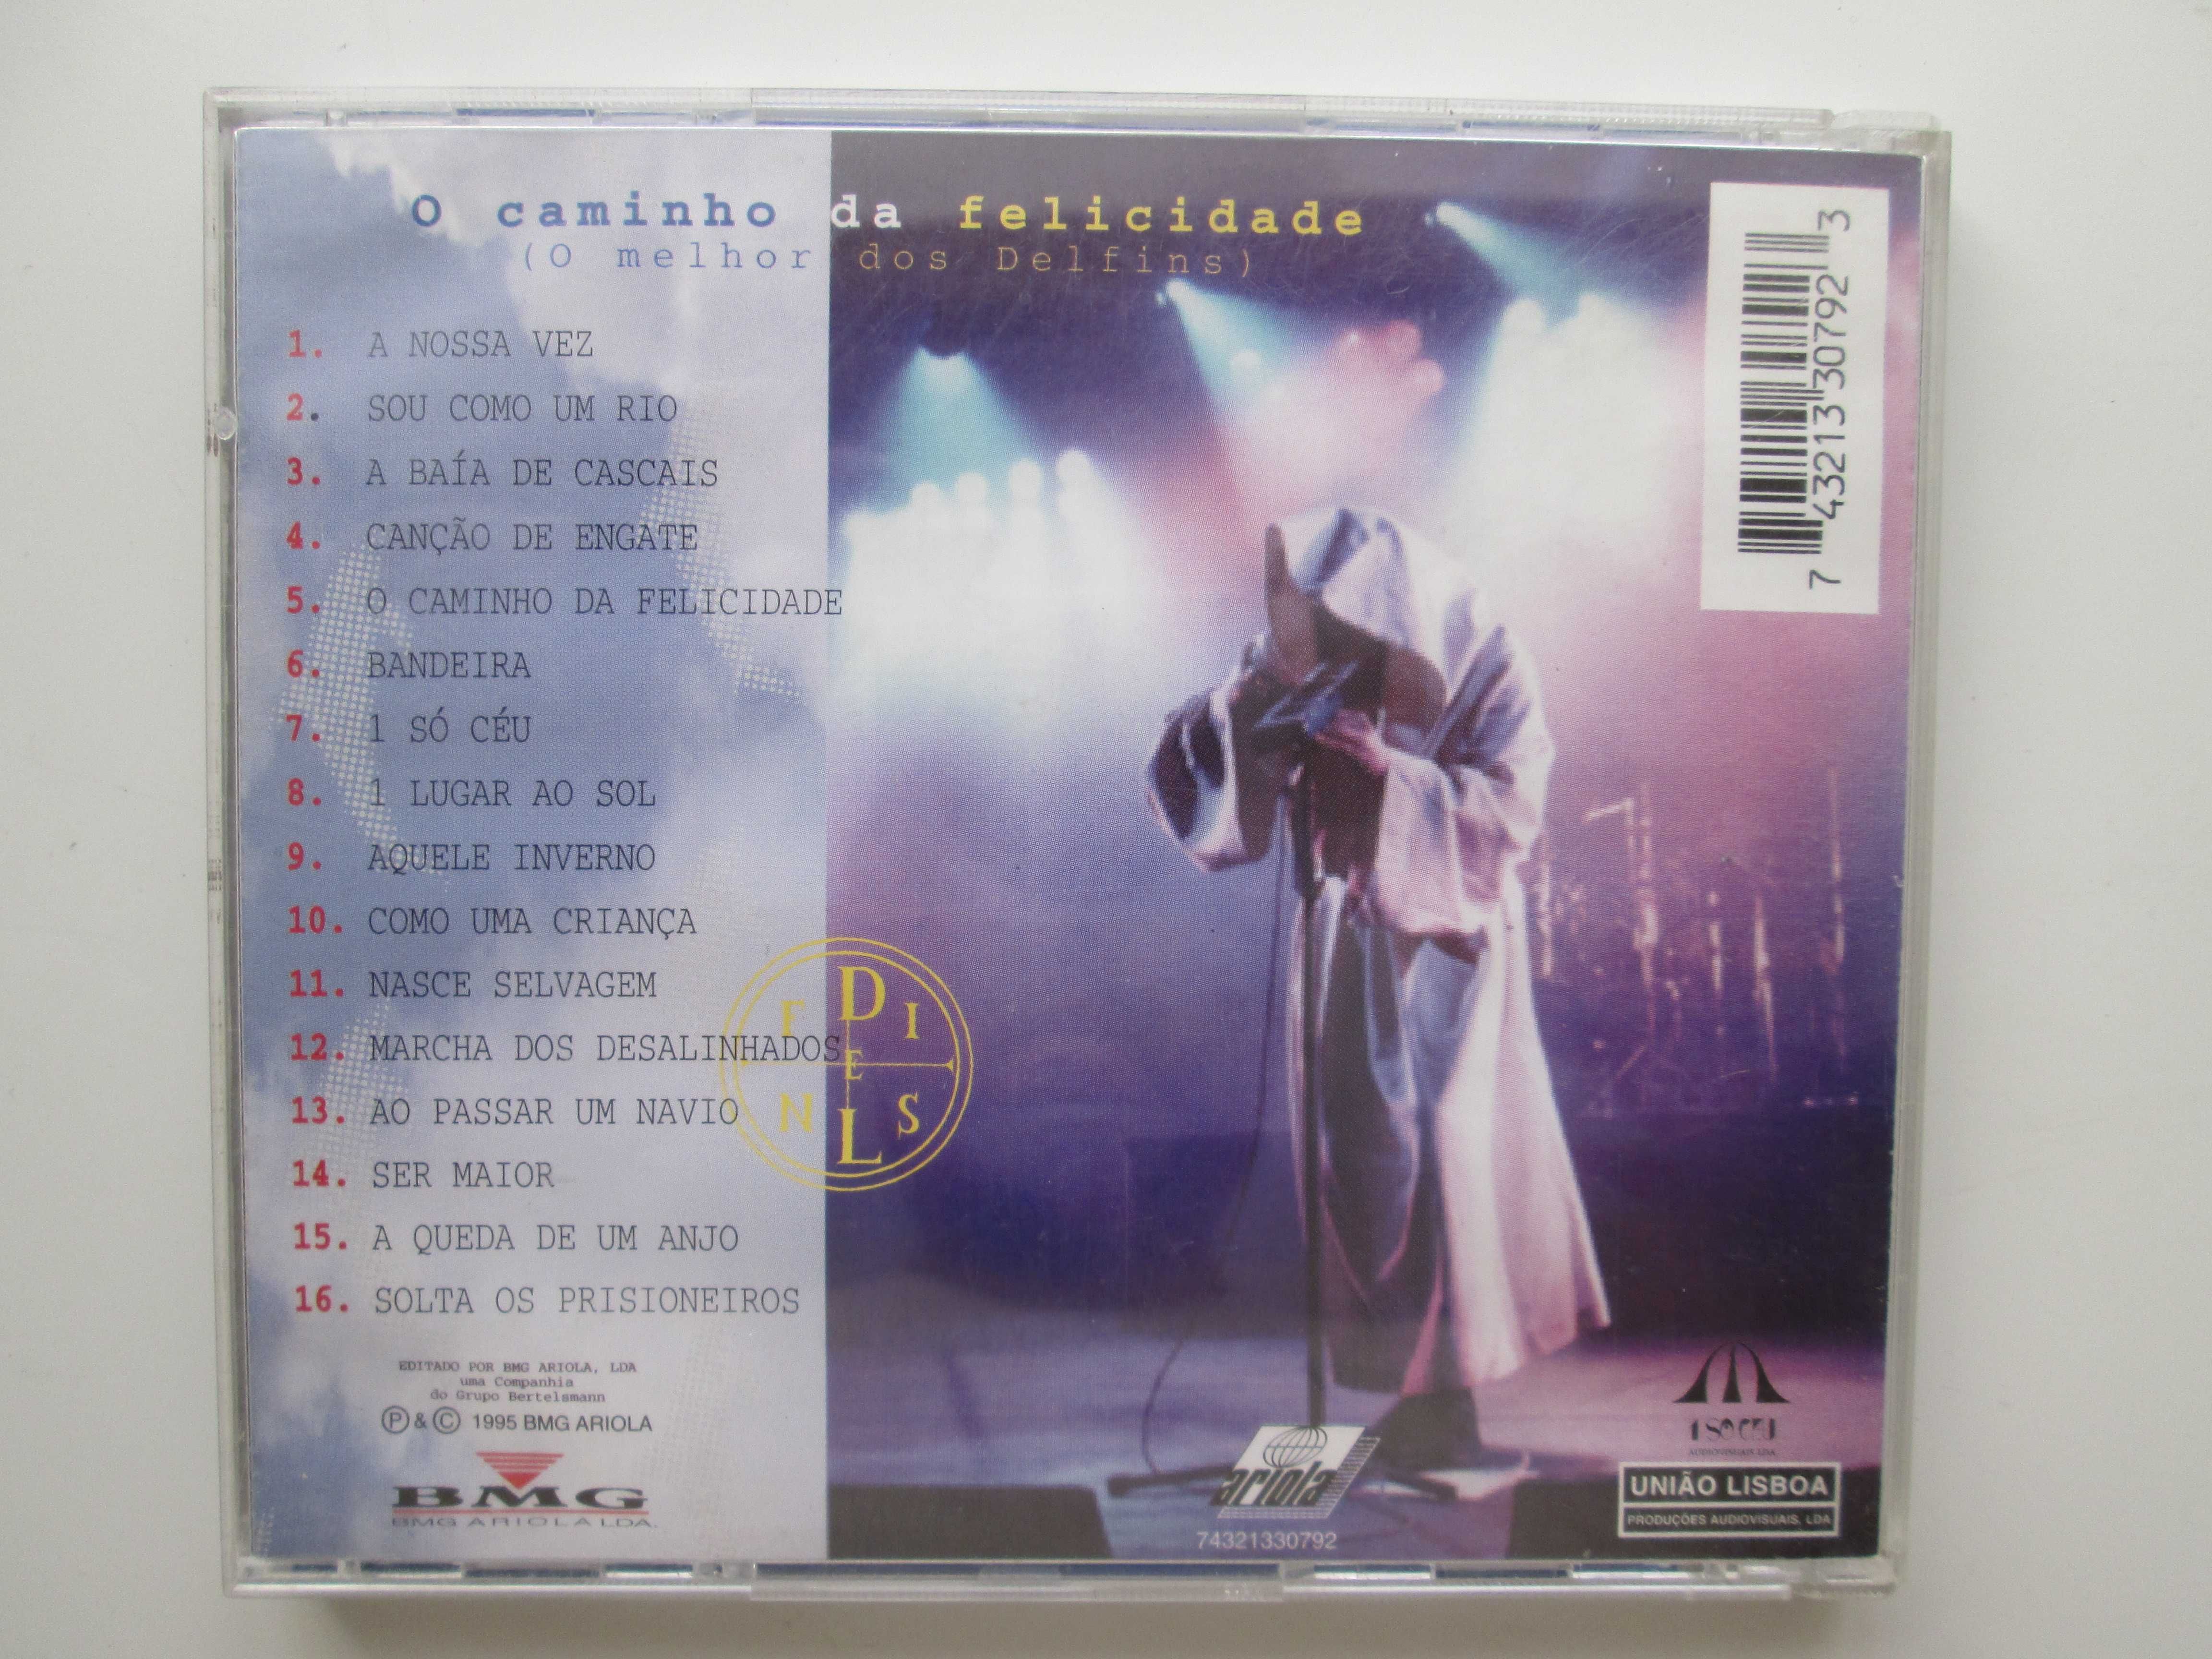 O caminho da felicidade
(O melhor dos Delfins)
1. A NOSSA VEZ
2. SOU COMO UM RIO
3. A BAÍA DE CASCAIS
4. CANÇÃO DE ENGATE
5. O CAMINHO DA FELICIDADE
6. BANDEIRA
7. 1 SÓ CÉU
8. 1 LUGAR AO SOL
9. AQUELE INVERNO
10. COMO UMA CRIANÇA
11. NASCE SELVAGEM
12. MARCHA DOS DESALINHADOS
13. AO PASSAR UM NAVIO
14. SER MAIOR
15. A QUEDA DE UM ANJO
16. SOLTA OS PRISIONEIROS
F D I
E
N L S
EDITADO POR BMG ARIOLA, LDA
uma Companhia
do Grupo Bertelsmann
Ⓟ & © 1995 BMG ARIOLA
BMG
BMG ARIOLA LDA.
ariola
74321330792
1 SÓ CÉU
AUDIOVISUAIS LDA.
UNIÃO LISBOA
PRODUÇÕES AUDIOVISUAIS, LDA
7 43213 30792 3